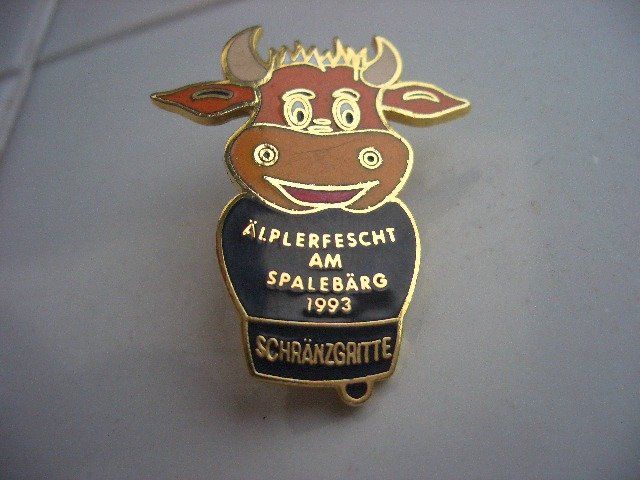 ÄLPLERFESCHT
AM
SPALEBÄRG
1993
SCHRÄNZGRITTE